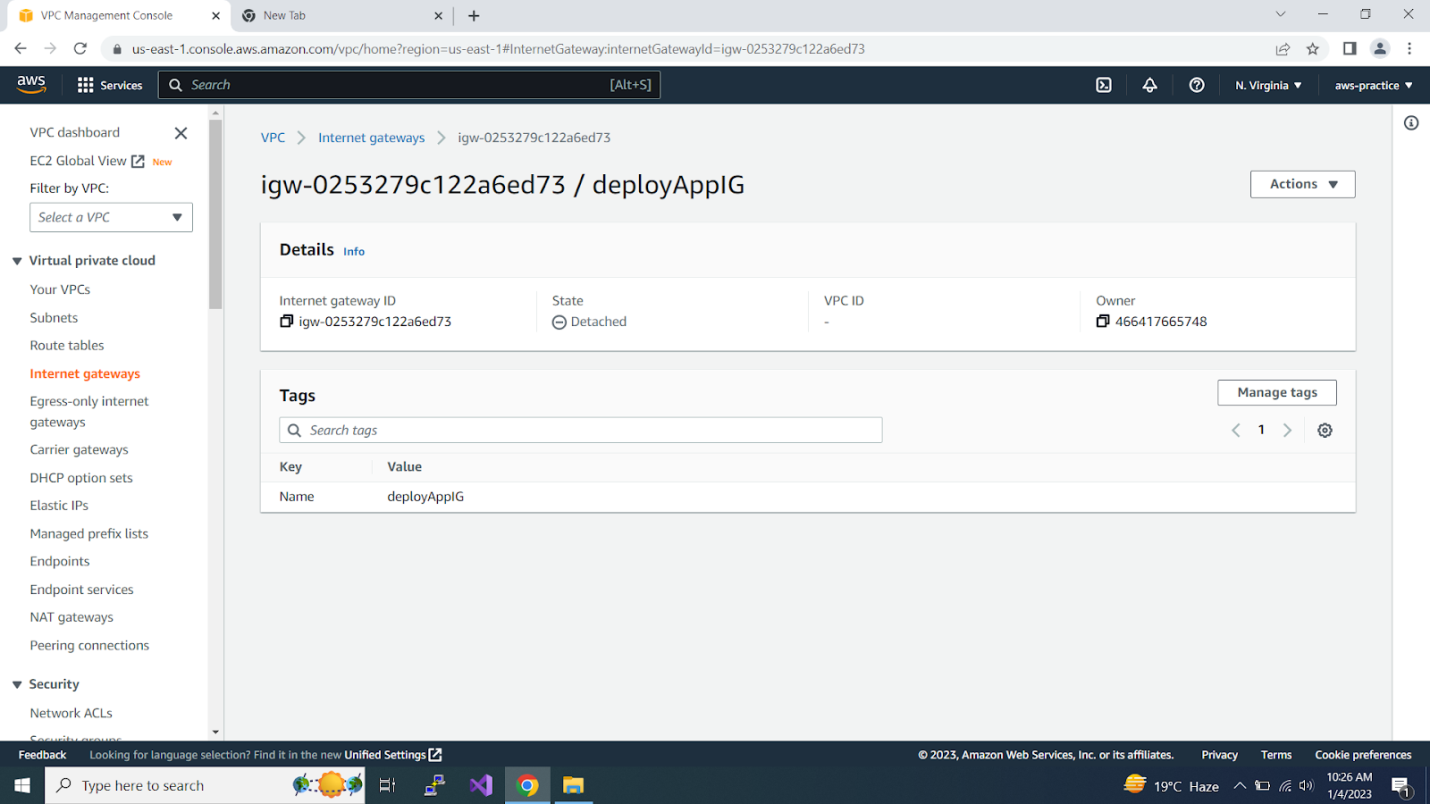 VPC Management Console
New Tab
us-east-1.console.aws.amazon.com/vpc/home?region=us-east-1#InternetGateway:internetGatewayId=igw-0253279c122a6ed73
aws
Services
Search [Alt+S]
N. Virginia
aws-practice
VPC dashboard
EC2 Global View New
Filter by VPC:
Select a VPC
Virtual private cloud
Your VPCs
Subnets
Route tables
Internet gateways
Egress-only internet
gateways
Carrier gateways
DHCP option sets
Elastic IPs
Managed prefix lists
Endpoints
Endpoint services
NAT gateways
Peering connections
Security
Network ACLs
Security groups
VPC Internet gateways igw-0253279c122a6ed73
igw-0253279c122a6ed73 / deployAppIG
Actions
Details Info
Internet gateway ID
igw-0253279c122a6ed73
State
Detached
VPC ID
-
Owner
466417665748
Tags
Manage tags
Search tags
1
Key Value
Name deployAppIG
Feedback Looking for language selection? Find it in the new Unified Settings
© 2023, Amazon Web Services, Inc. or its affiliates. Privacy Terms Cookie preferences
Type here to search
19°C Haze
10:26 AM
1/4/2023
1